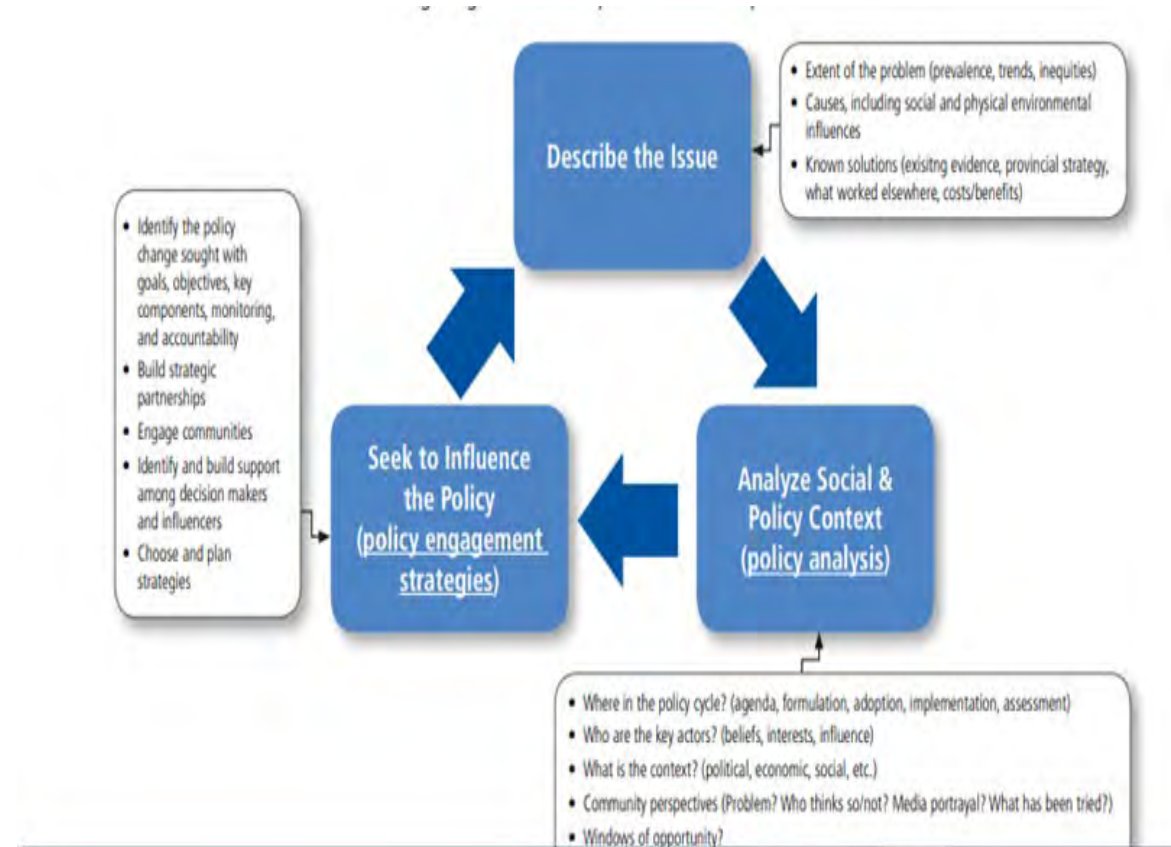 Describe the Issue
• Extent of the problem (prevalence, trends, inequities)
• Causes, including social and physical environmental
influences
• Known solutions (exisitng evidence, provincial strategy,
what worked elsewhere, costs/benefits)
• Identify the policy
change sought with
goals, objectives, key
components, monitoring,
and accountability
• Build strategic
partnerships
• Engage communities
• Identify and build support
among decision makers
and influencers
• Choose and plan
strategies
Seek to Influence
the Policy
(policy engagement
strategies)
Analyze Social &
Policy Context
(policy analysis)
• Where in the policy cycle? (agenda, formulation, adoption, implementation, assessment)
• Who are the key actors? (beliefs, interests, influence)
• What is the context? (political, economic, social, etc.)
• Community perspectives (Problem? Who thinks so/not? Media portrayal? What has been tried?)
• Windows of opportunity?